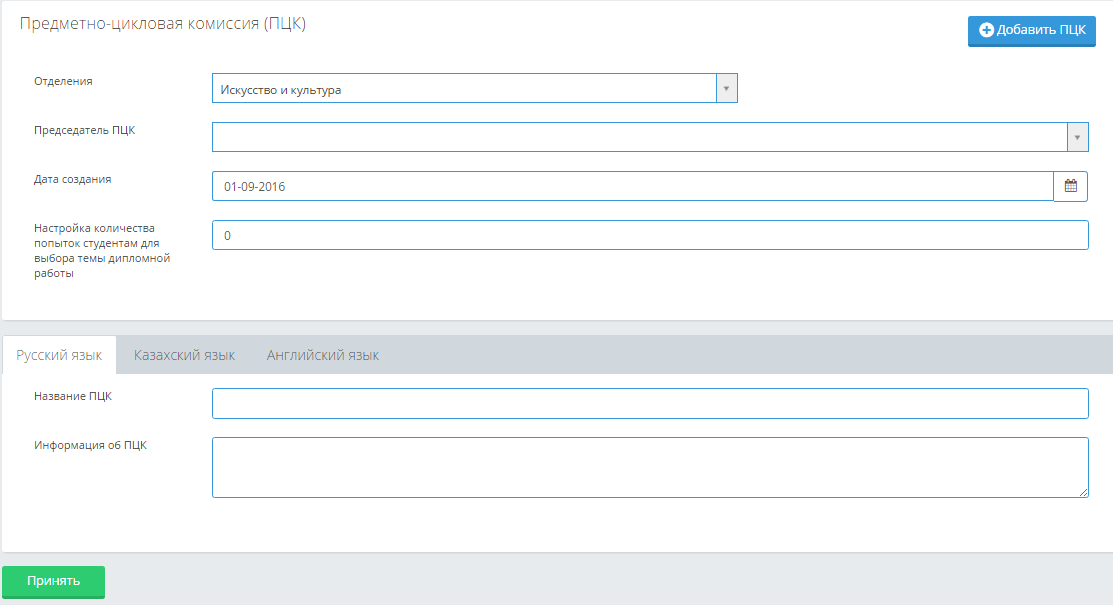 Предметно-цикловая комиссия (ПЦК)
Добавить ПЦК
Отделения
Искусство и культура
Председатель ПЦК
Дата создания
01-09-2016
Настройка количества
попыток студентам для
выбора темы дипломной
работы
0
Русский язык Казахский язык Английский язык
Название ПЦК
Информация об ПЦК
Принять